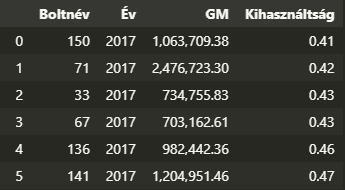 Boltnév Év GM Kihasználtság
0 150 2017 1,063,709.38 0.41
1 71 2017 2,476,723.30 0.42
2 33 2017 734,755.83 0.43
3 67 2017 703,162.61 0.43
4 136 2017 982,442.36 0.46
5 141 2017 1,204,951.46 0.47